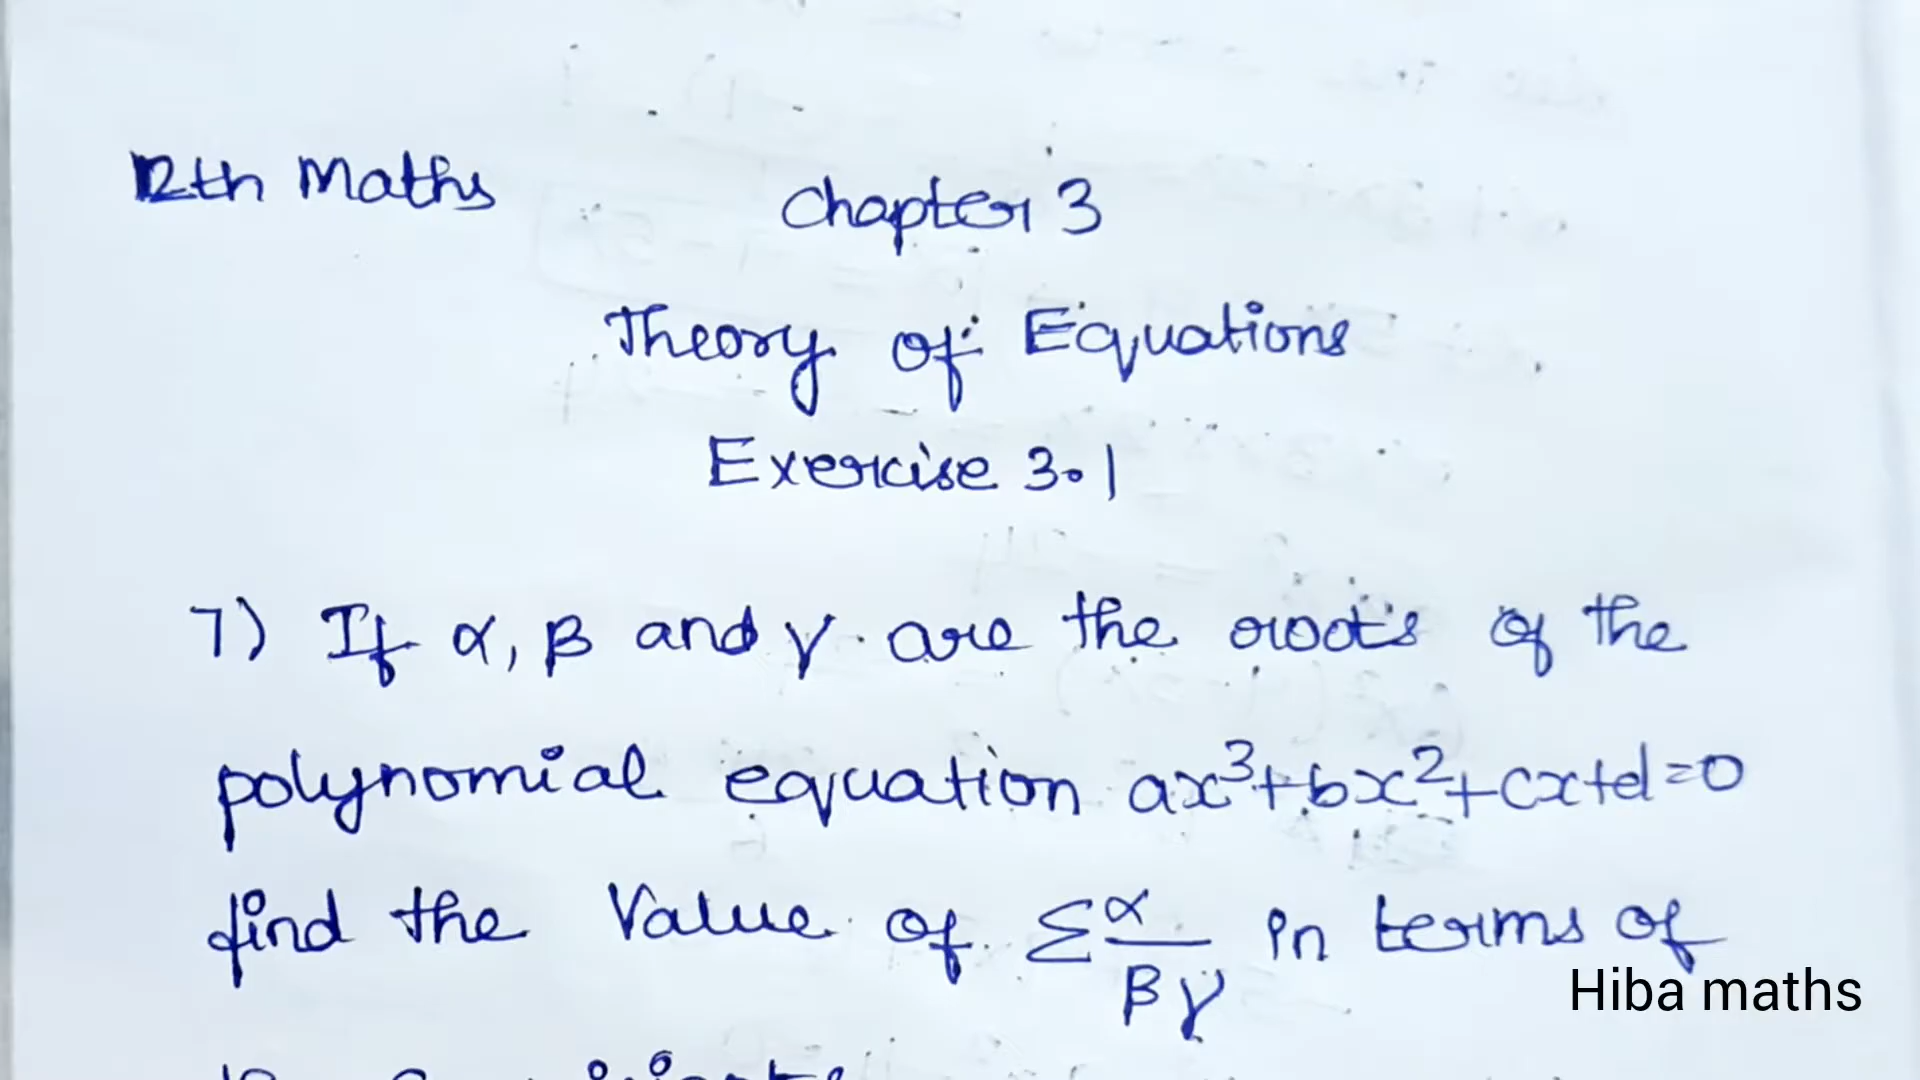 12th Maths
Chapter 3
Theory of Equations
Exercise 3.1
7) If α, β and γ are the roots of the
polynomial equation ax³+bx²+cx+d=0
find the Value of Σ α/βγ in terms of
Hiba maths